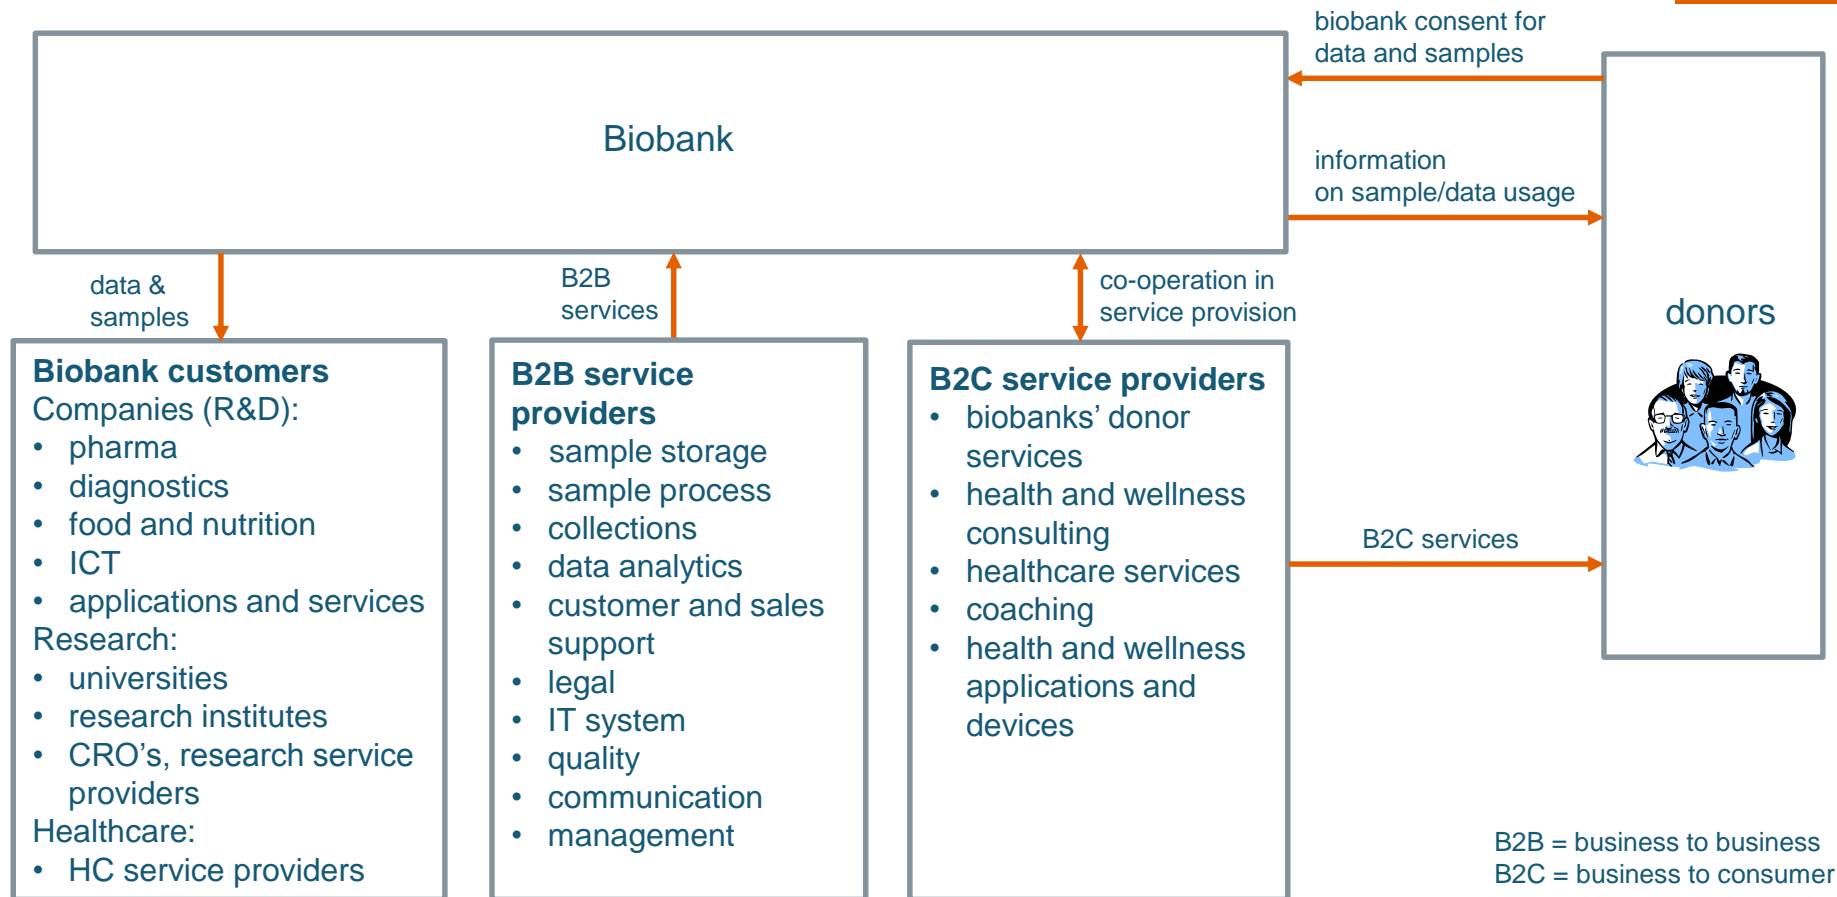 biobank consent for
data and samples
Biobank
information
on sample/data usage
data &
samples
B2B
services
co-operation in
service provision
donors
Biobank customers
Companies (R&D):
• pharma
• diagnostics
• food and nutrition
• ICT
• applications and services
Research:
• universities
• research institutes
• CRO's, research service
providers
Healthcare:
• HC service providers
B2B service
providers
• sample storage
• sample process
• collections
• data analytics
• customer and sales
support
• legal
• IT system
• quality
• communication
• management
B2C service providers
• biobanks’ donor
services
• health and wellness
consulting
• healthcare services
• coaching
• health and wellness
applications and
devices
B2C services
B2B = business to business
B2C = business to consumer